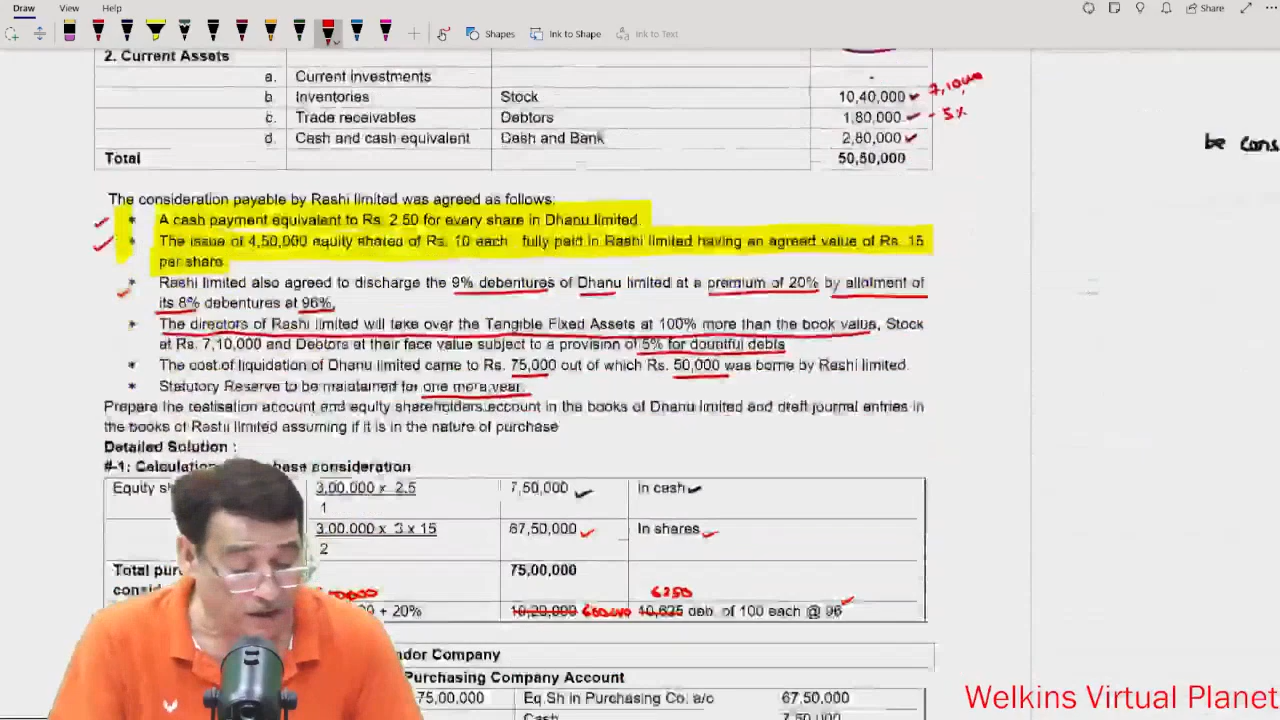 Draw View Help
Share
Shapes Ink to Shape Ink to Text
2. Current Assets
a. Current investments -
b Inventories Stock 10,40,000 7,10,000
c. Trade receivables Debtors 1,80,000 - 5%
d. Cash and cash equivalent Cash and Bank 2,80,000
Total 50,50,000
be cons
The consideration payable by Rashi limited was agreed as follows:
* A cash payment equivalent to Rs. 2.50 for every share in Dhanu limited
* The issue of 4,50,000 equity shared of Rs. 10 each fully paid in Rashi limited having an agreed value of Rs. 15
per share
Rashi limited also agreed to discharge the 9% debentures of Dhanu limited at a premium of 20% by allotment of
its 8% debentures at 96%,
* The directors of Rashi limited will take over the Tangible Fixed Assets at 100% more than the book value, Stock
at Rs. 7,10,000 and Debtors at their face value subject to a provision of 5% for dountful debts
* The cost of liquidation of Dhanu limited came to Rs. 75,000 out of which Rs. 50,000 was borne by Rashi limited.
* Statutory Reserve to be maistained for one more year.
Prepare the realisation account and equity shareholders account in the books of Dhanu limited and draft journal entries in
the books of Rashi limited assuming if it is in the nature of purchase
Detailed Solution :
#-1: Calculation base consideration
Equity sh 3,00,000 x 2.5 7,50,000 In cash
1
3,00,000 x 3 x 15 67,50,000 In shares
2
Total pur 75,00,000
cons
6250
+ 20% 10,20,000 600000 10,625 deb. of 100 each @ 96
ndor Company
Purchasing Company Account
75,00,000 Eq.Sh in Purchasing Co. a/c 67,50,000
Cash 7,50,000
Welkins Virtual Planet